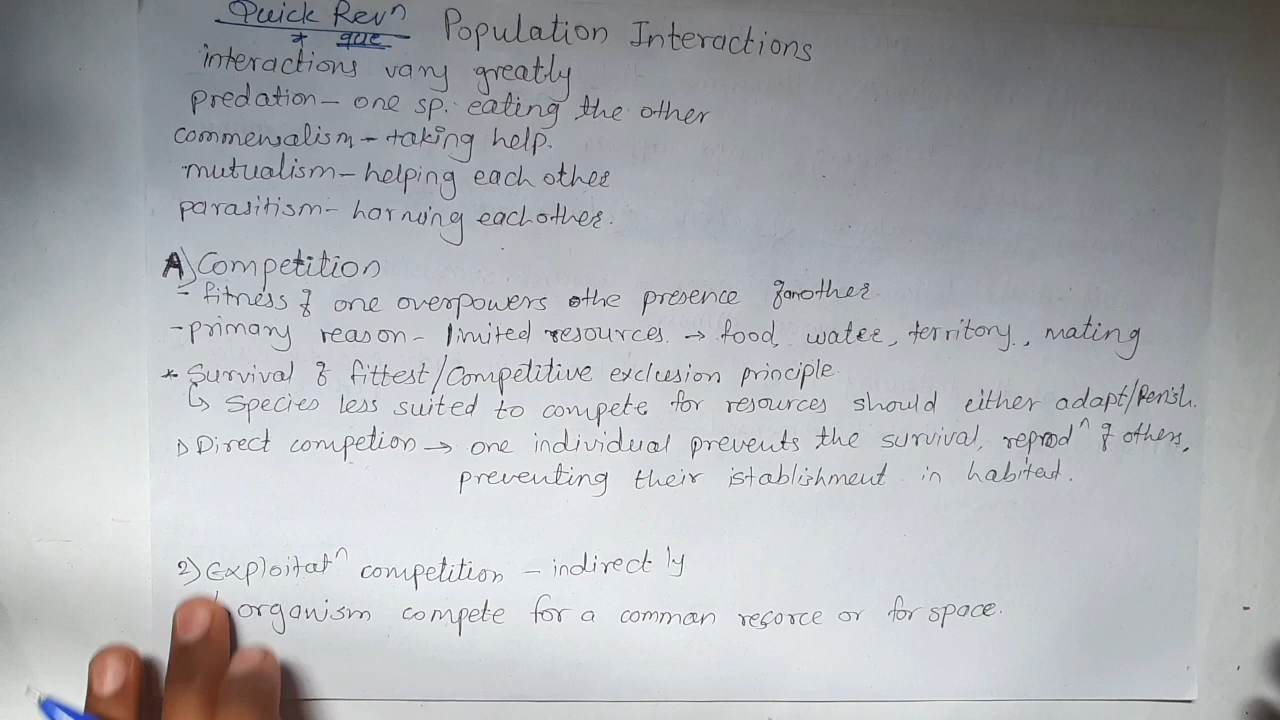 Quick Revⁿ
+ que
Population Interactions
interactions vary greatly
predation - one sp. eating the other
commensalism - taking help.
mutualism - helping each other
parasitism - harming eachother.
A) Competition
- fitness of one overpowers the presence of another
- primary reason - limited resources → food, water, territory, mating
* Survival of fittest/Competitive exclusion principle
↳ species less suited to compete for resources should either adapt/Perish.
1) Direct competion → one individual prevents the survival, reprodⁿ of others,
preventing their istablishment in habitat.
2) Exploitatⁿ competition - indirectly
organism compete for a comman resorce or for space.